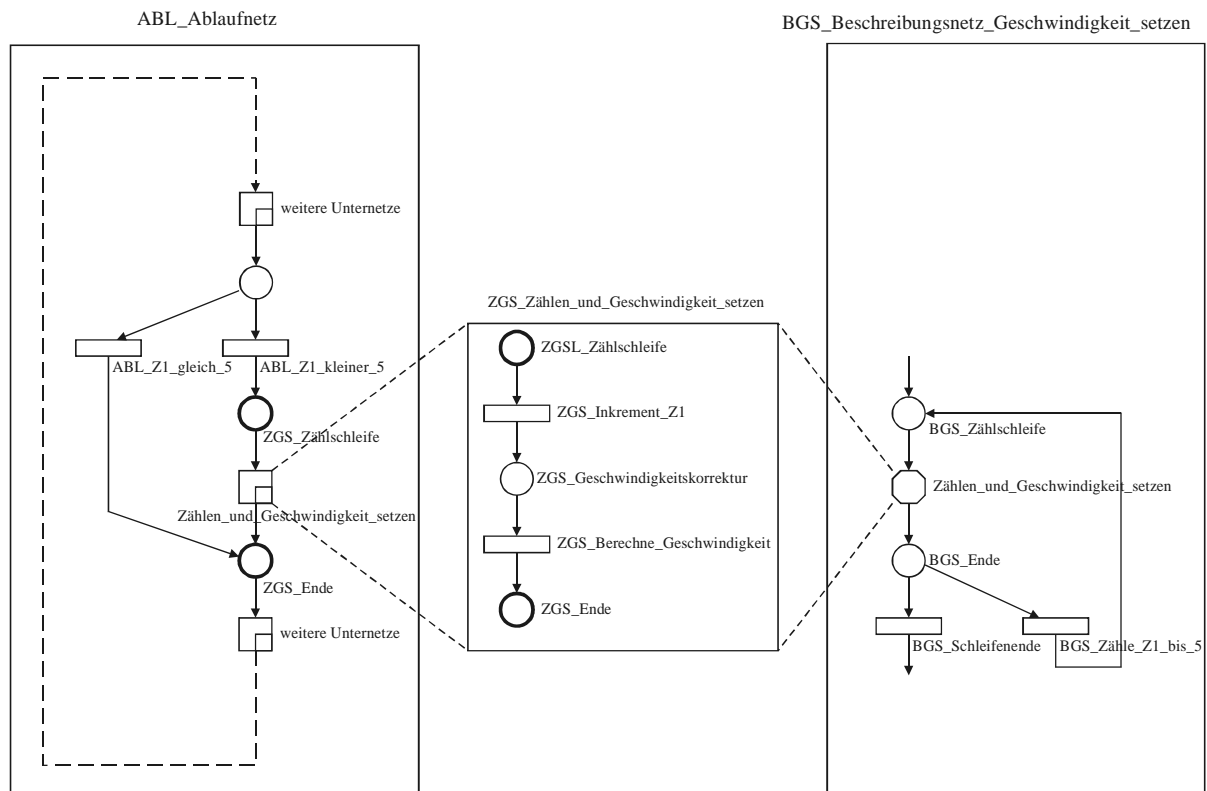 ABL_Ablaufnetz
weitere Unternetze
ABL_Z1_gleich_5
ABL_Z1_kleiner_5
ZGS_Zählschleife
Zählen_und_Geschwindigkeit_setzen
ZGS_Ende
weitere Unternetze
ZGS_Zählen_und_Geschwindigkeit_setzen
ZGSL_Zählschleife
ZGS_Inkrement_Z1
ZGS_Geschwindigkeitskorrektur
ZGS_Berechne_Geschwindigkeit
ZGS_Ende
BGS_Beschreibungsnetz_Geschwindigkeit_setzen
BGS_Zählschleife
Zählen_und_Geschwindigkeit_setzen
BGS_Ende
BGS_Schleifenende
BGS_Zähle_Z1_bis_5